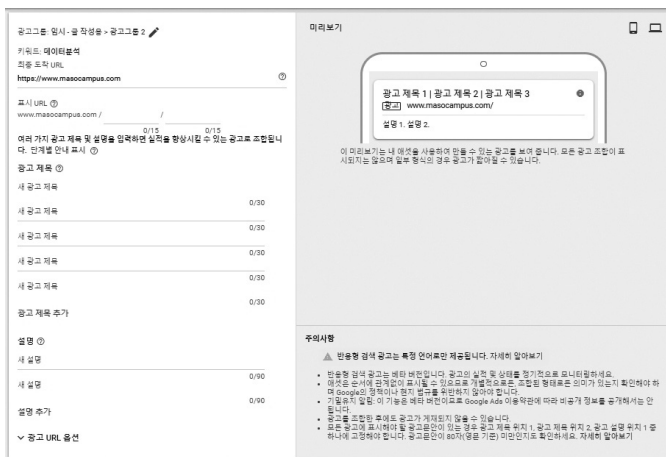 광고그룹: 임시 - 글 작성용 > 광고그룹 2
키워드: 데이터분석
최종 도착 URL
https://www.masocampus.com
표시 URL
www.masocampus.com /
/
0/15
0/15
여러 가지 광고 제목 및 설명을 입력하면 실적을 향상시킬 수 있는 광고로 조합됩니
다. 단계별 안내 표시
광고 제목
새 광고 제목
0/30
새 광고 제목
0/30
새 광고 제목
0/30
새 광고 제목
0/30
새 광고 제목
0/30
광고 제목 추가
설명
새 설명
0/90
새 설명
0/90
설명 추가
광고 URL 옵션
미리보기
광고 제목 1 | 광고 제목 2 | 광고 제목 3
광고 www.masocampus.com/
설명 1. 설명 2.
이 미리보기는 내 애셋을 사용하여 만들 수 있는 광고를 보여 줍니다. 모든 광고 조합이 표
시되지는 않으며 일부 형식의 경우 광고가 짧아질 수 있습니다.
주의사항
반응형 검색 광고는 특정 언어로만 제공됩니다. 자세히 알아보기
• 반응형 검색 광고는 베타 버전입니다. 광고의 실적 및 상태를 정기적으로 모니터링하세요.
• 애셋은 순서에 관계없이 표시될 수 있으므로 개별적으로든, 조합된 형태로든 의미가 있는지 확인해야 하
며 Google의 정책이나 현지 법규를 위반하지 않아야 합니다.
• 기밀유지 알림: 이 기능은 베타 버전이므로 Google Ads 이용약관에 따라 비공개 정보를 공개해서는 안
됩니다.
• 광고를 조합한 후에도 광고가 게재되지 않을 수 있습니다.
• 모든 광고에 표시해야 할 광고문안이 있는 경우 광고 제목 위치 1, 광고 제목 위치 2, 광고 설명 위치 1 중
하나에 고정해야 합니다. 광고문안이 80자(영문 기준) 미만인지도 확인하세요. 자세히 알아보기